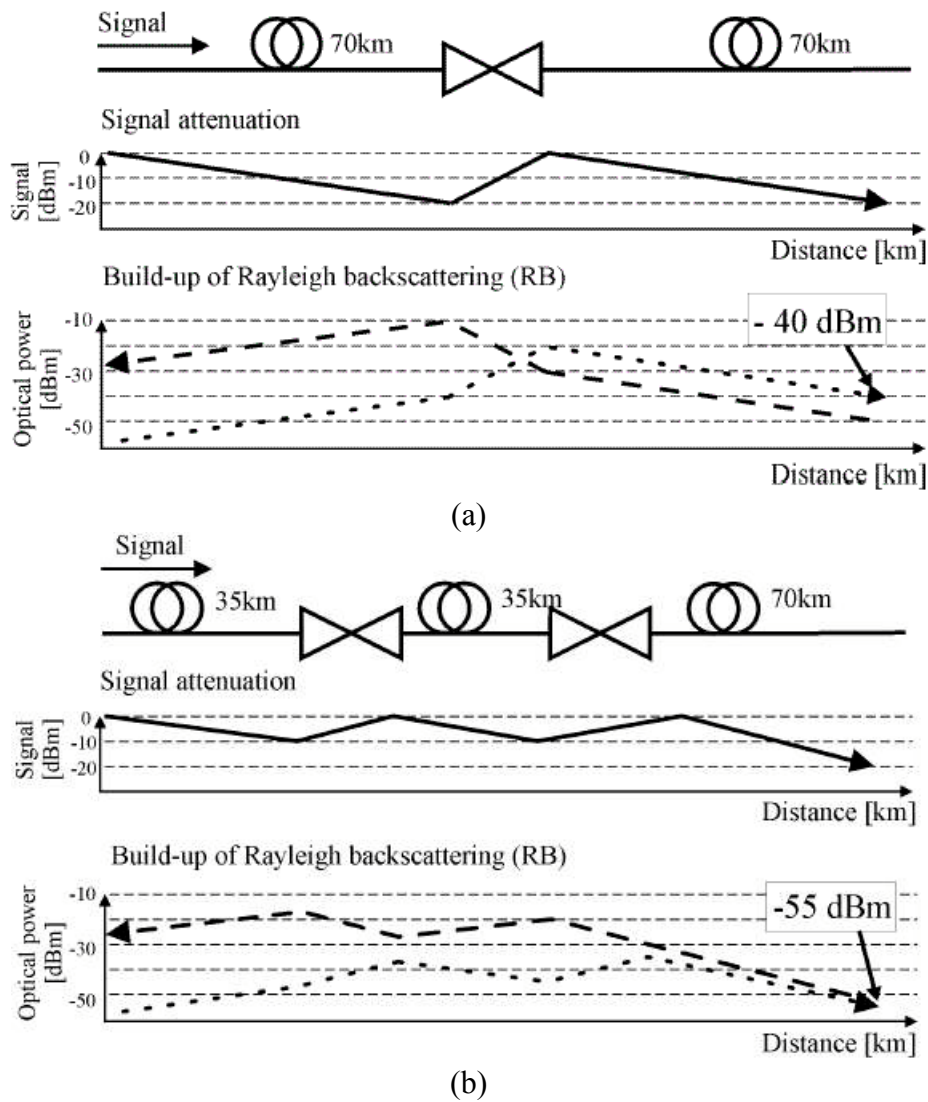 Signal
70km
70km
Signal attenuation
Signal
[dBm]
0
-10
-20
Distance [km]
Build-up of Rayleigh backscattering (RB)
Optical power
[dBm]
-10
-30
-50
- 40 dBm
Distance [km]
(a)
Signal
35km
35km
70km
Signal attenuation
Signal
[dBm]
0
-10
-20
Distance [km]
Build-up of Rayleigh backscattering (RB)
Optical power
[dBm]
-10
-30
-50
-55 dBm
Distance [km]
(b)